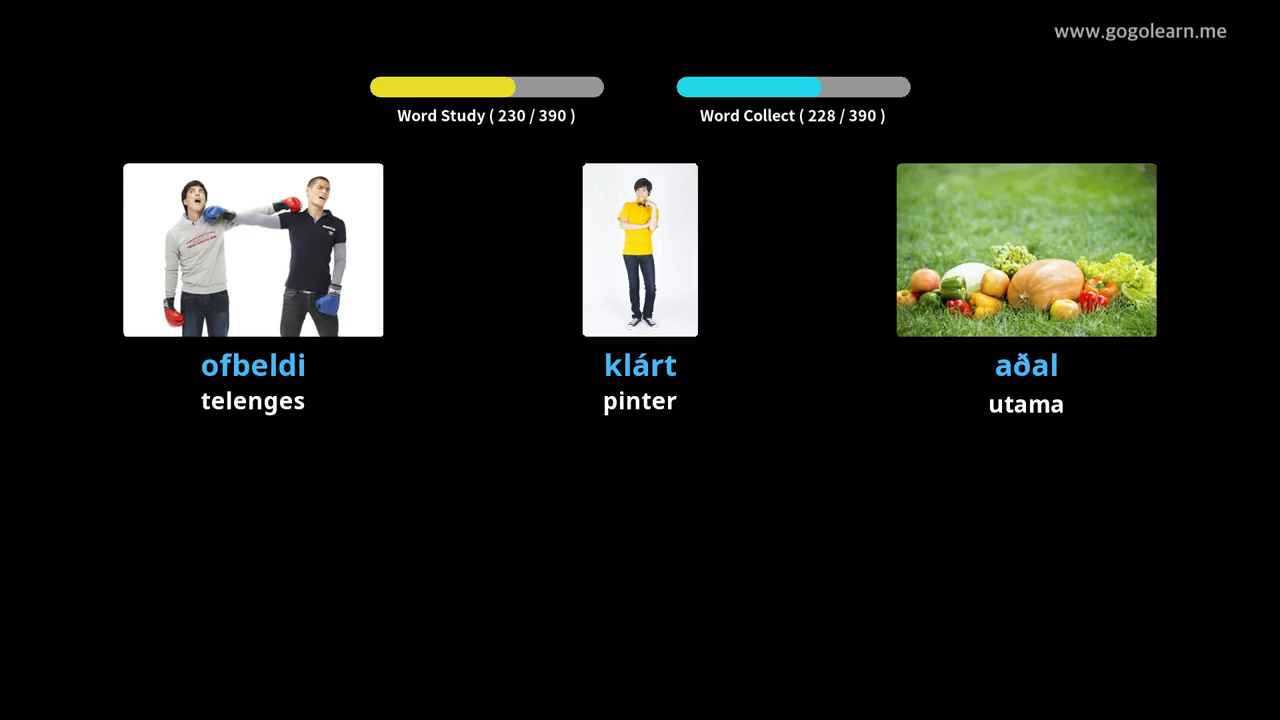 www.gogolearn.me
Word Study ( 230 / 390 )
Word Collect ( 228 / 390 )
ofbeldi
telenges
klárt
pinter
aðal
utama